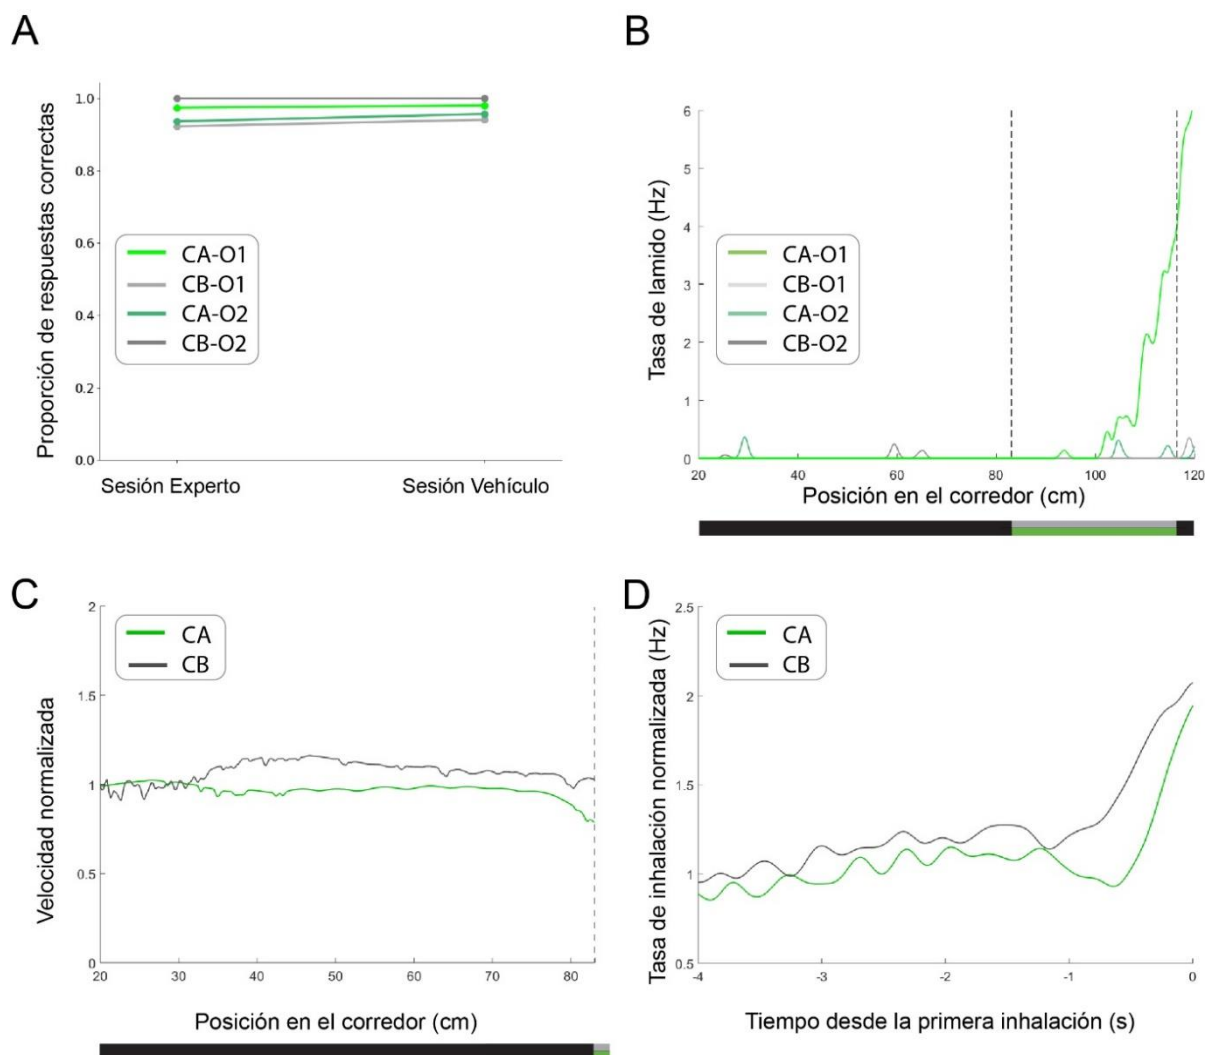 A
Proporción de respuestas correctas
1.0
0.8
0.6
0.4
0.2
0.0
CA-O1
CB-O1
CA-O2
CB-O2
Sesión Experto
Sesión Vehículo
B
Tasa de lamido (Hz)
6
5
4
3
2
1
0
CA-O1
CB-O1
CA-O2
CB-O2
20
40
60
80
100
120
Posición en el corredor (cm)
C
Velocidad normalizada
2
1.5
1
0.5
0
CA
CB
20
30
40
50
60
70
80
Posición en el corredor (cm)
D
Tasa de inhalación normalizada (Hz)
2.5
2
1.5
1
0.5
CA
CB
-4
-3
-2
-1
0
Tiempo desde la primera inhalación (s)